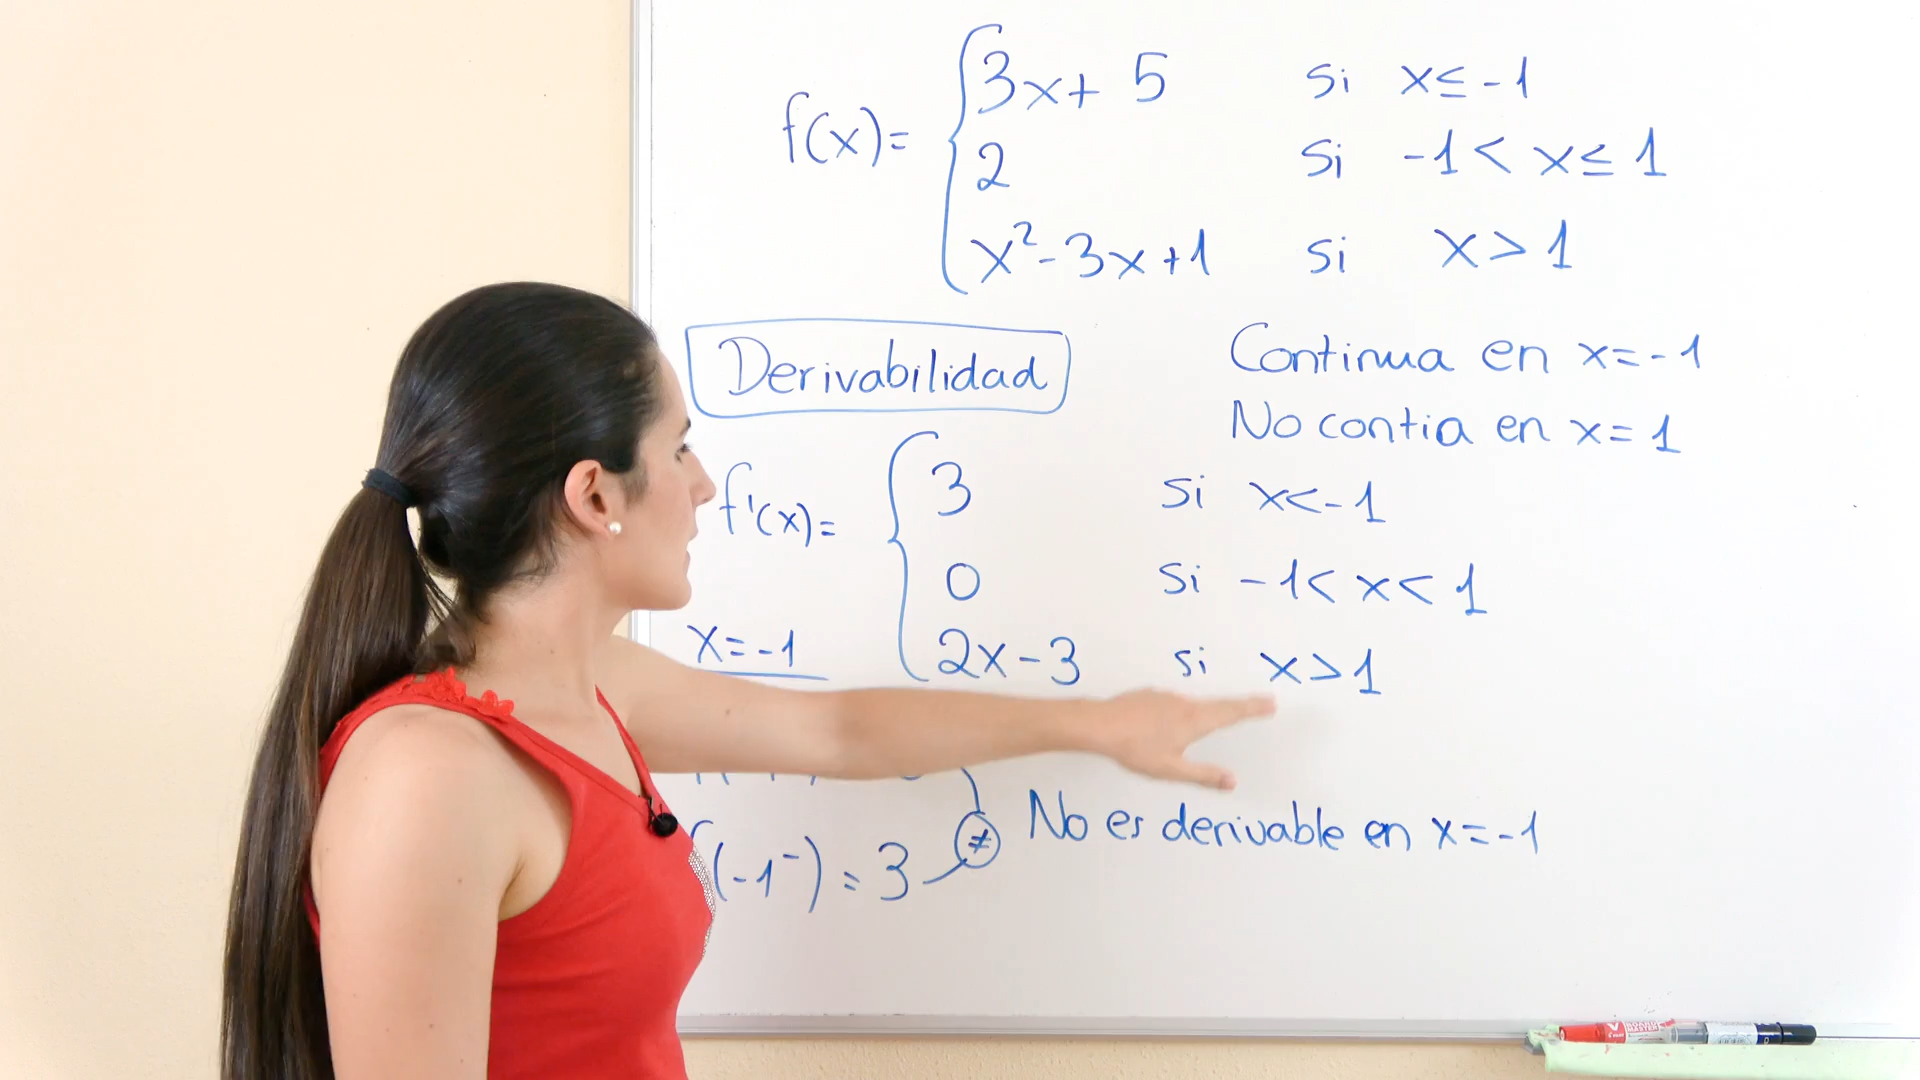 f(x)= { 3x+5 si x≤-1
2 si -1< x≤ 1
x²-3x+1 si x>1
Derivabilidad
Continua en x=-1
No contia en x=1
f'(x)= { 3 si x<-1
0 si -1< x< 1
2x-3 si x>1
x=-1
≠ No es derivable en x=-1
(-1⁻) = 3
BOARD MASTER